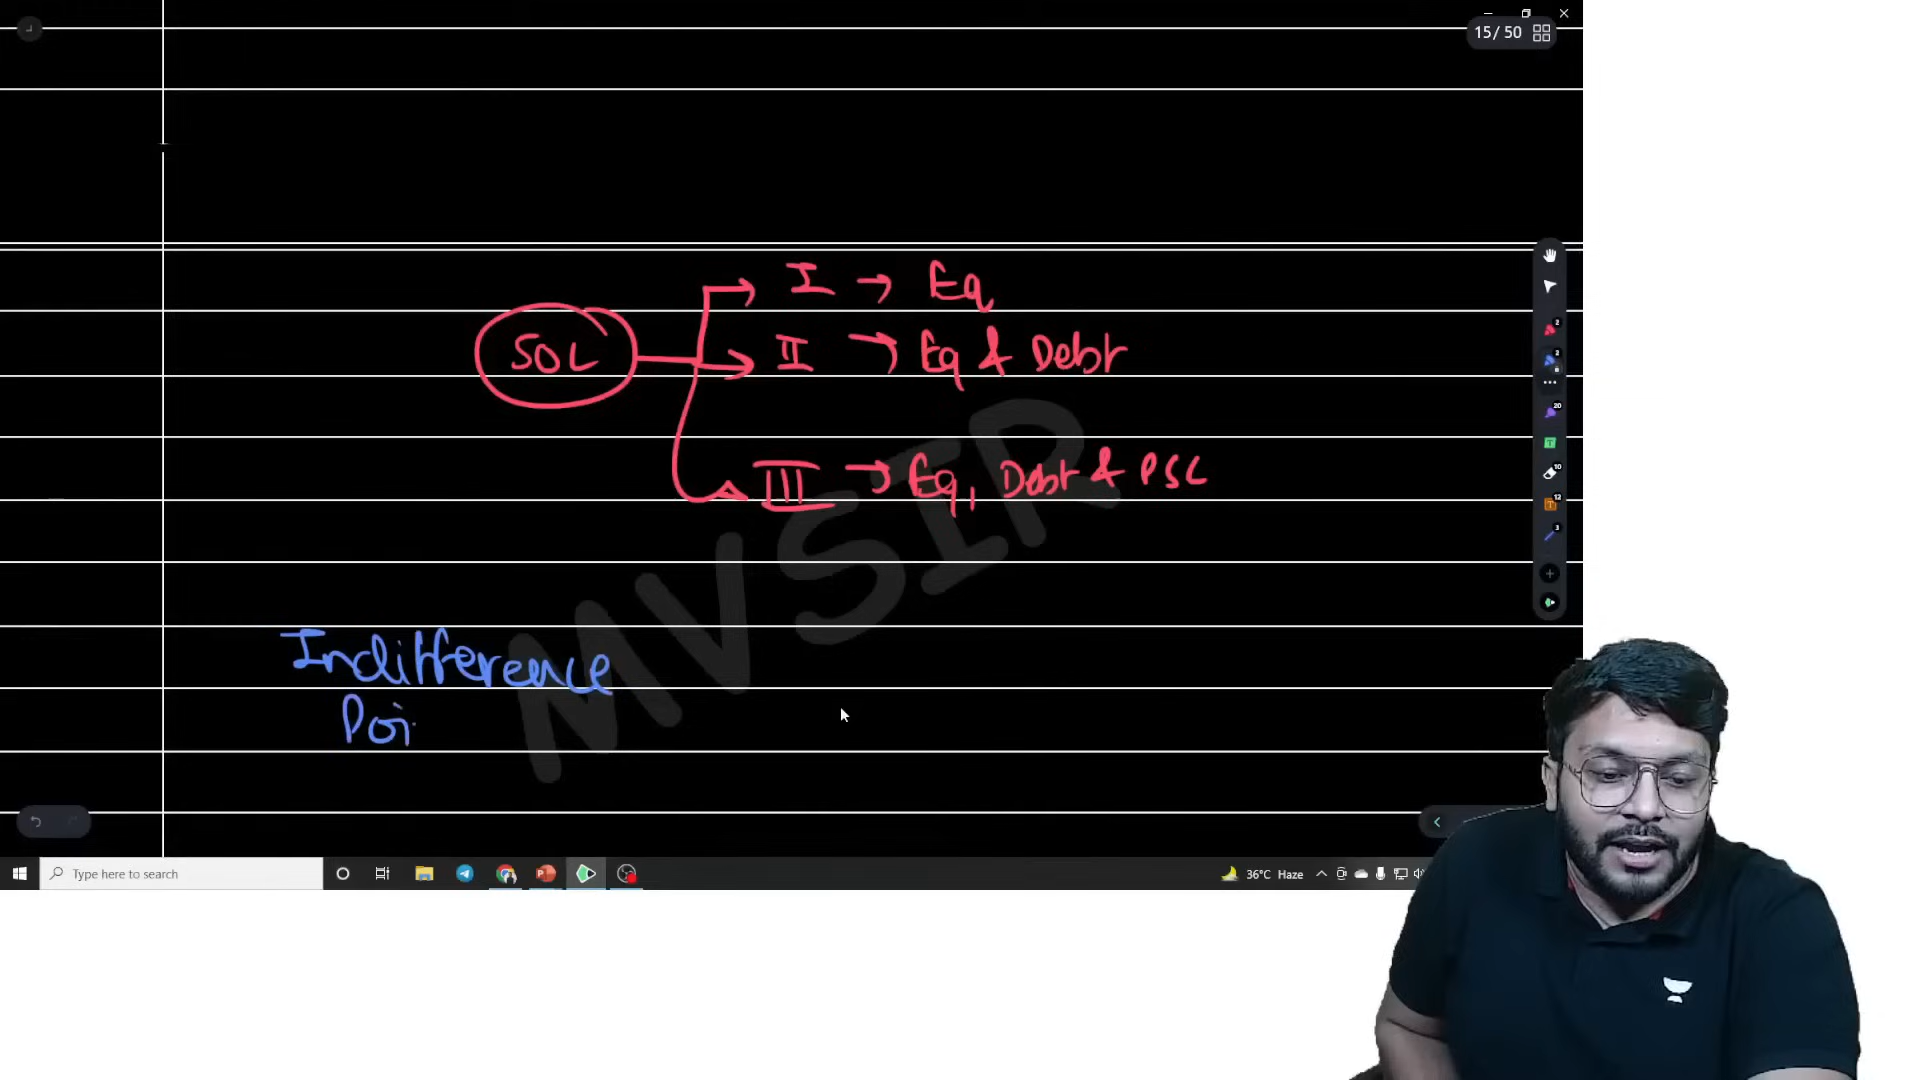 15/ 50
I → Eq
SOL
II → Eq & Debt
III → Eq, Debt & PSC
MVSIR
Indifference
Poi
Type here to search
36°C Haze